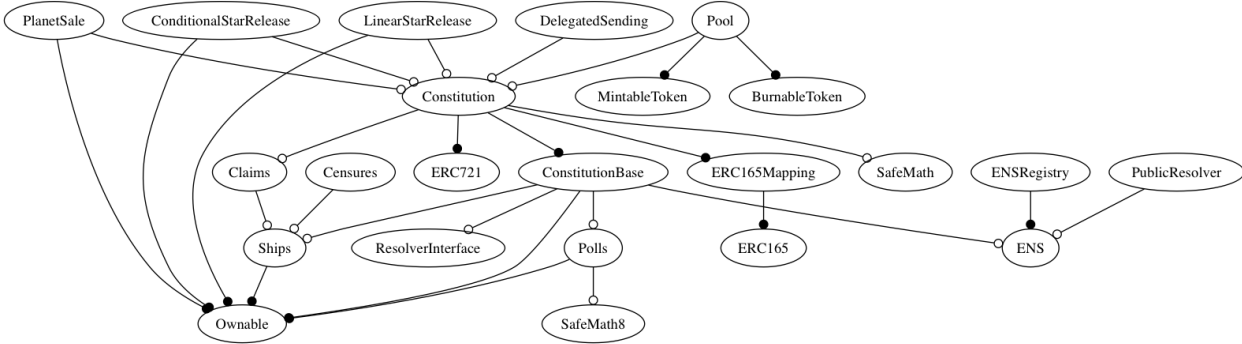 PlanetSale
ConditionalStarRelease
LinearStarRelease
DelegatedSending
Pool
Constitution
MintableToken
BurnableToken
Claims
Censures
ERC721
ConstitutionBase
ERC165Mapping
SafeMath
ENSRegistry
PublicResolver
Ships
ResolverInterface
Polls
ERC165
ENS
Ownable
SafeMath8